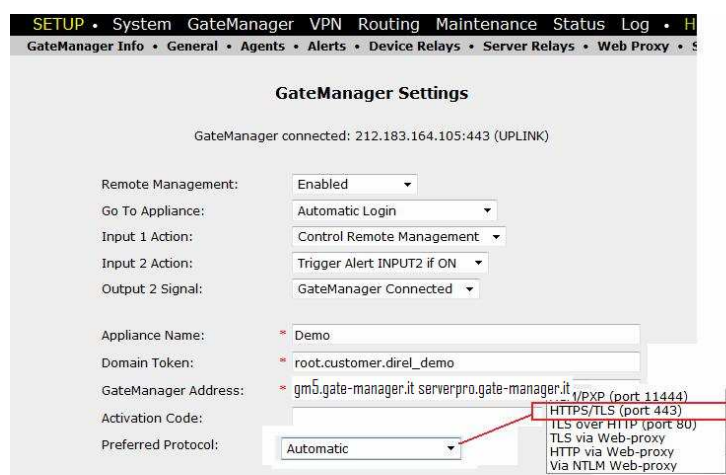 SETUP • System GateManager VPN Routing Maintenance Status Log • H
GateManager Info • General • Agents • Alerts • Device Relays • Server Relays • Web Proxy • S
GateManager Settings
GateManager connected: 212.183.164.105:443 (UPLINK)
Remote Management: Enabled
Go To Appliance: Automatic Login
Input 1 Action: Control Remote Management
Input 2 Action: Trigger Alert INPUT2 if ON
Output 2 Signal: GateManager Connected
Appliance Name: * Demo
Domain Token: * root.customer.direl_demo
GateManager Address: * gm5.gate-manager.it serverpro.gate-manager.it
Activation Code:
Preferred Protocol: Automatic
/PXP (port 11444)
HTTPS/TLS (port 443)
TLS over HTTP (port 80)
TLS via Web-proxy
HTTP via Web-proxy
Via NTLM Web-proxy